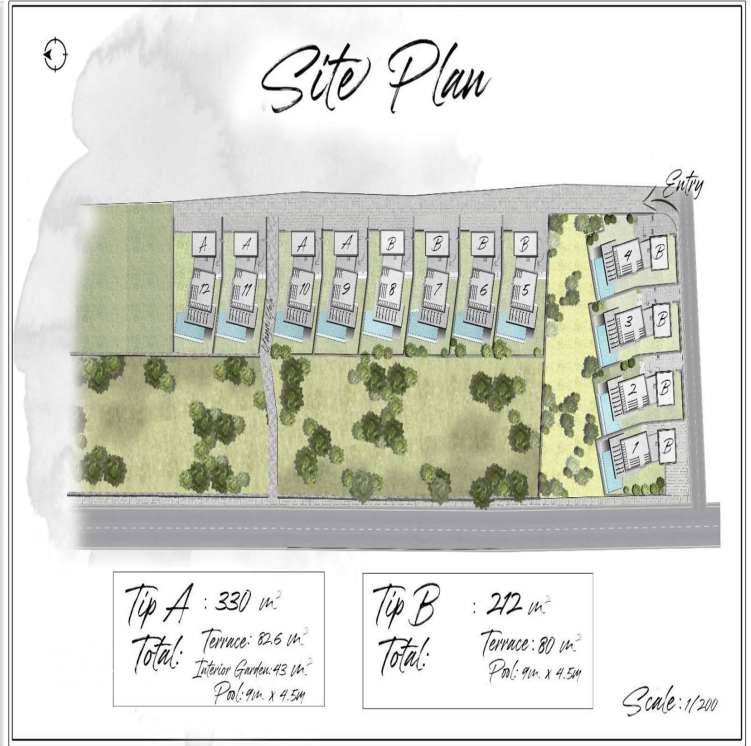 Site Plan
Entry
A A A A B B B B
12 11 10 9 8 7 6 5
4 B
3 B
2 B
1 B
Tip A : 330 m²
Total: Terrace: 82.6 m²
Interior Garden: 43 m²
Pool: 9m. x 4.5m
Tip B : 212 m²
Total: Terrace: 80 m²
Pool: 9m. x 4.5m
Scale: 1/200